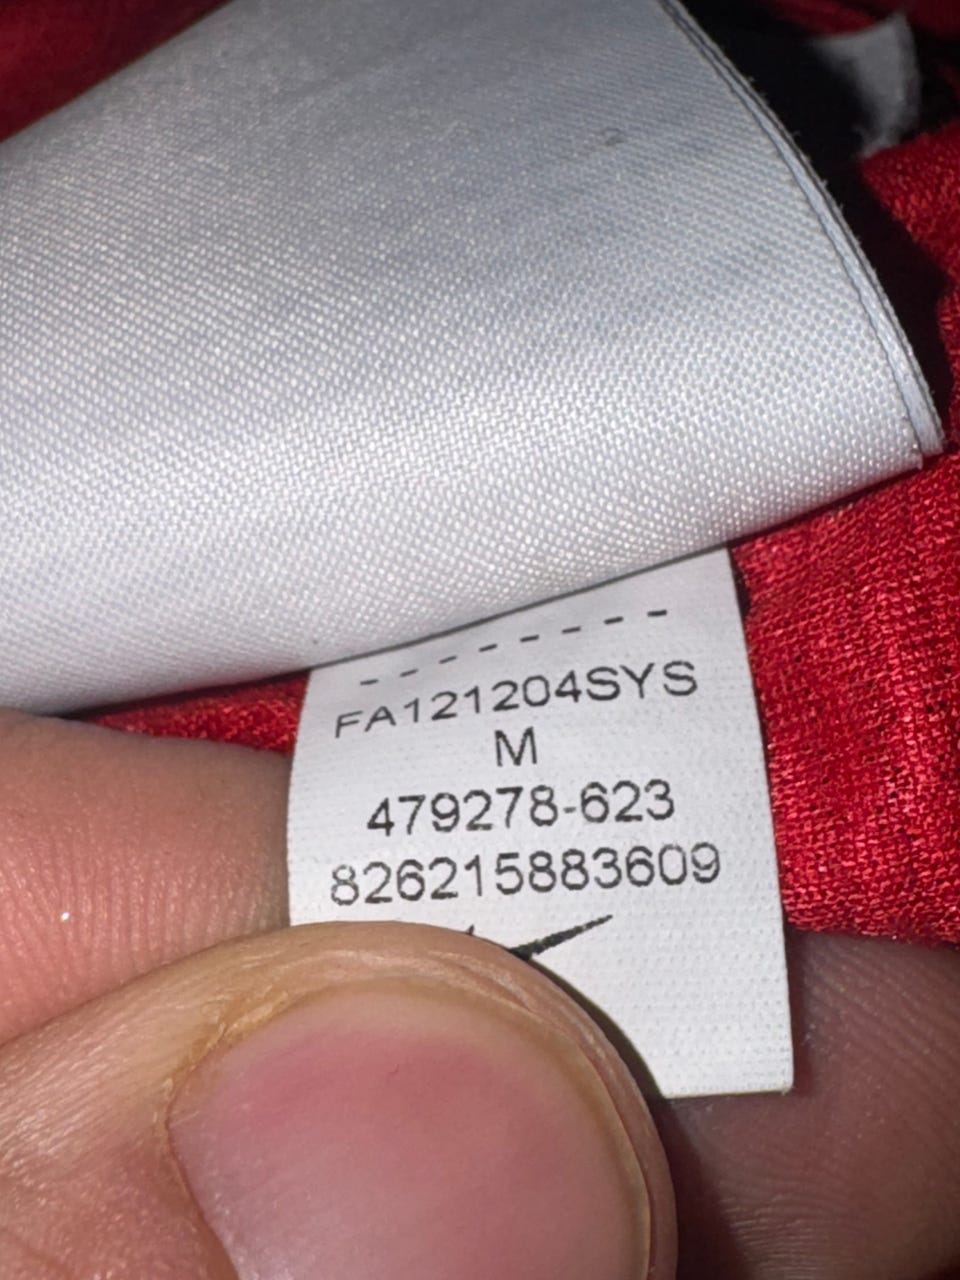 - - - - - - - -
FA121204SYS
M
479278-623
826215883609